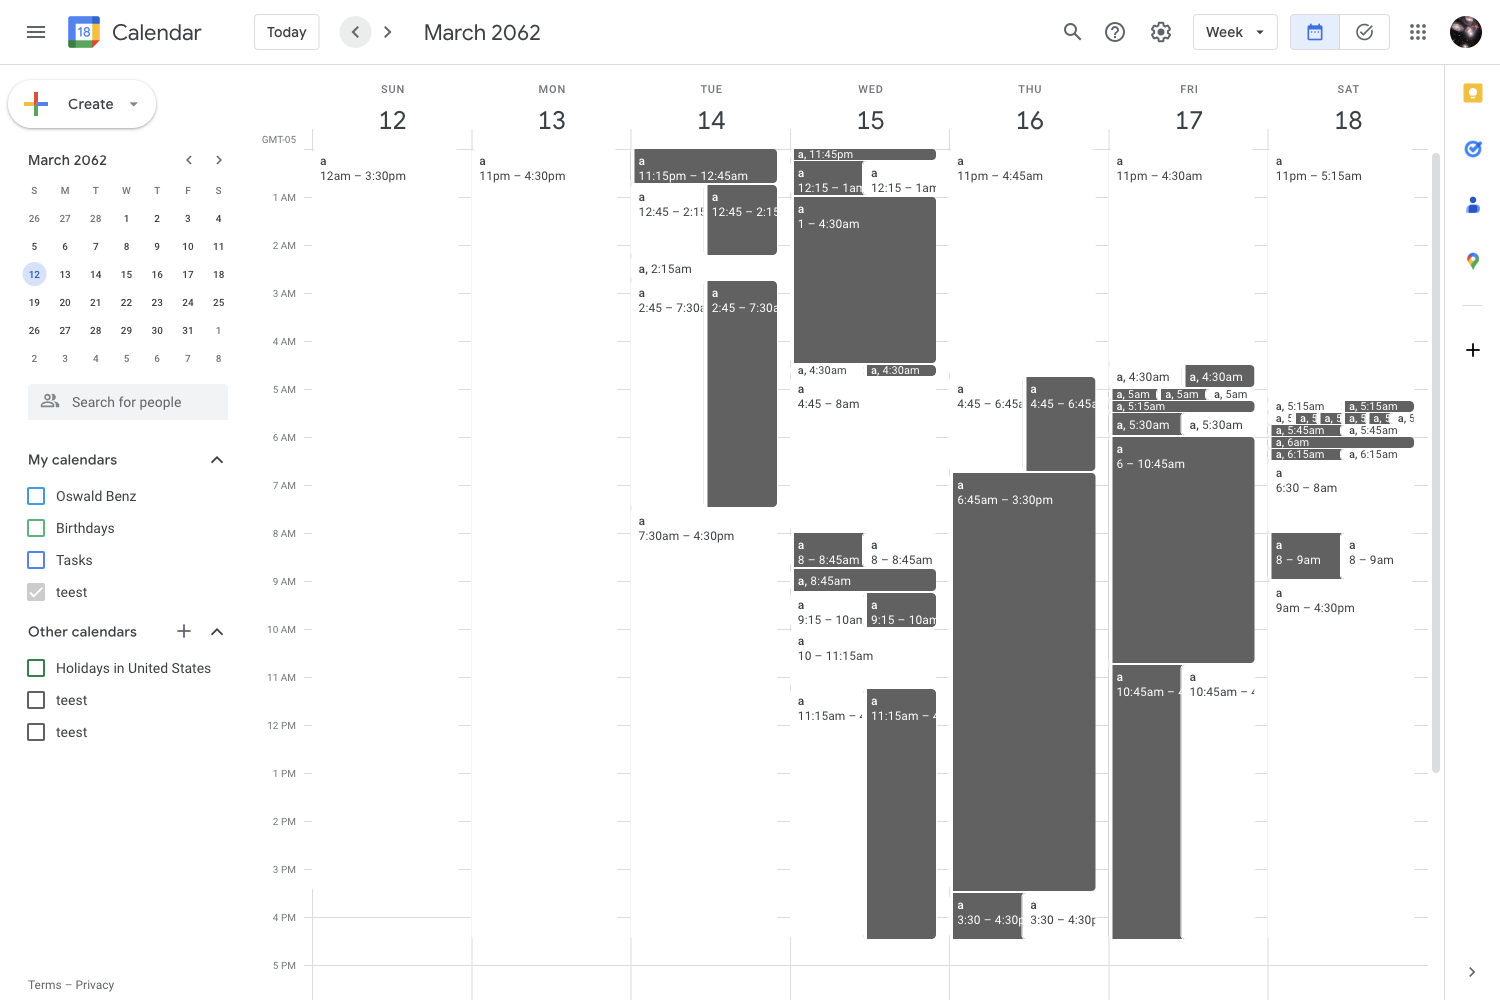 18 Calendar Today March 2062 Week
Create
March 2062
S M T W T F S
26 27 28 1 2 3 4
5 6 7 8 9 10 11
12 13 14 15 16 17 18
19 20 21 22 23 24 25
26 27 28 29 30 31 1
2 3 4 5 6 7 8
Search for people
My calendars
Oswald Benz
Birthdays
Tasks
teest
Other calendars
Holidays in United States
teest
teest
Terms – Privacy
GMT-05
1 AM
2 AM
3 AM
4 AM
5 AM
6 AM
7 AM
8 AM
9 AM
10 AM
11 AM
12 PM
1 PM
2 PM
3 PM
4 PM
5 PM
SUN
12
a
12am – 3:30pm
MON
13
a
11pm – 4:30pm
TUE
14
a
11:15pm – 12:45am
a
12:45 – 2:15
a
12:45 – 2:15
a, 2:15am
a
2:45 – 7:30a
a
2:45 – 7:30a
a
7:30am – 4:30pm
WED
15
a, 11:45pm
a
12:15 – 1am
a
12:15 – 1am
a
1 – 4:30am
a, 4:30am
a, 4:30am
a
4:45 – 8am
a
8 – 8:45am
a
8 – 8:45am
a, 8:45am
a
9:15 – 10am
a
9:15 – 10am
a
10 – 11:15am
a
11:15am – 4
a
11:15am – 4
THU
16
a
11pm – 4:45am
a
4:45 – 6:45a
a
4:45 – 6:45a
a
6:45am – 3:30pm
a
3:30 – 4:30p
a
3:30 – 4:30p
FRI
17
a
11pm – 4:30am
a, 4:30am
a, 4:30am
a, 5am
a, 5am
a, 5am
a, 5:15am
a, 5:30am
a, 5:30am
a
6 – 10:45am
a
10:45am – 4
a
10:45am – 4
SAT
18
a
11pm – 5:15am
a, 5:15am
a, 5:15am
a, 5
a, 5
a, 5
a, 5
a, 5
a, 5
a, 5:45am
a, 5:45am
a, 6am
a, 6:15am
a, 6:15am
a
6:30 – 8am
a
8 – 9am
a
8 – 9am
a
9am – 4:30pm